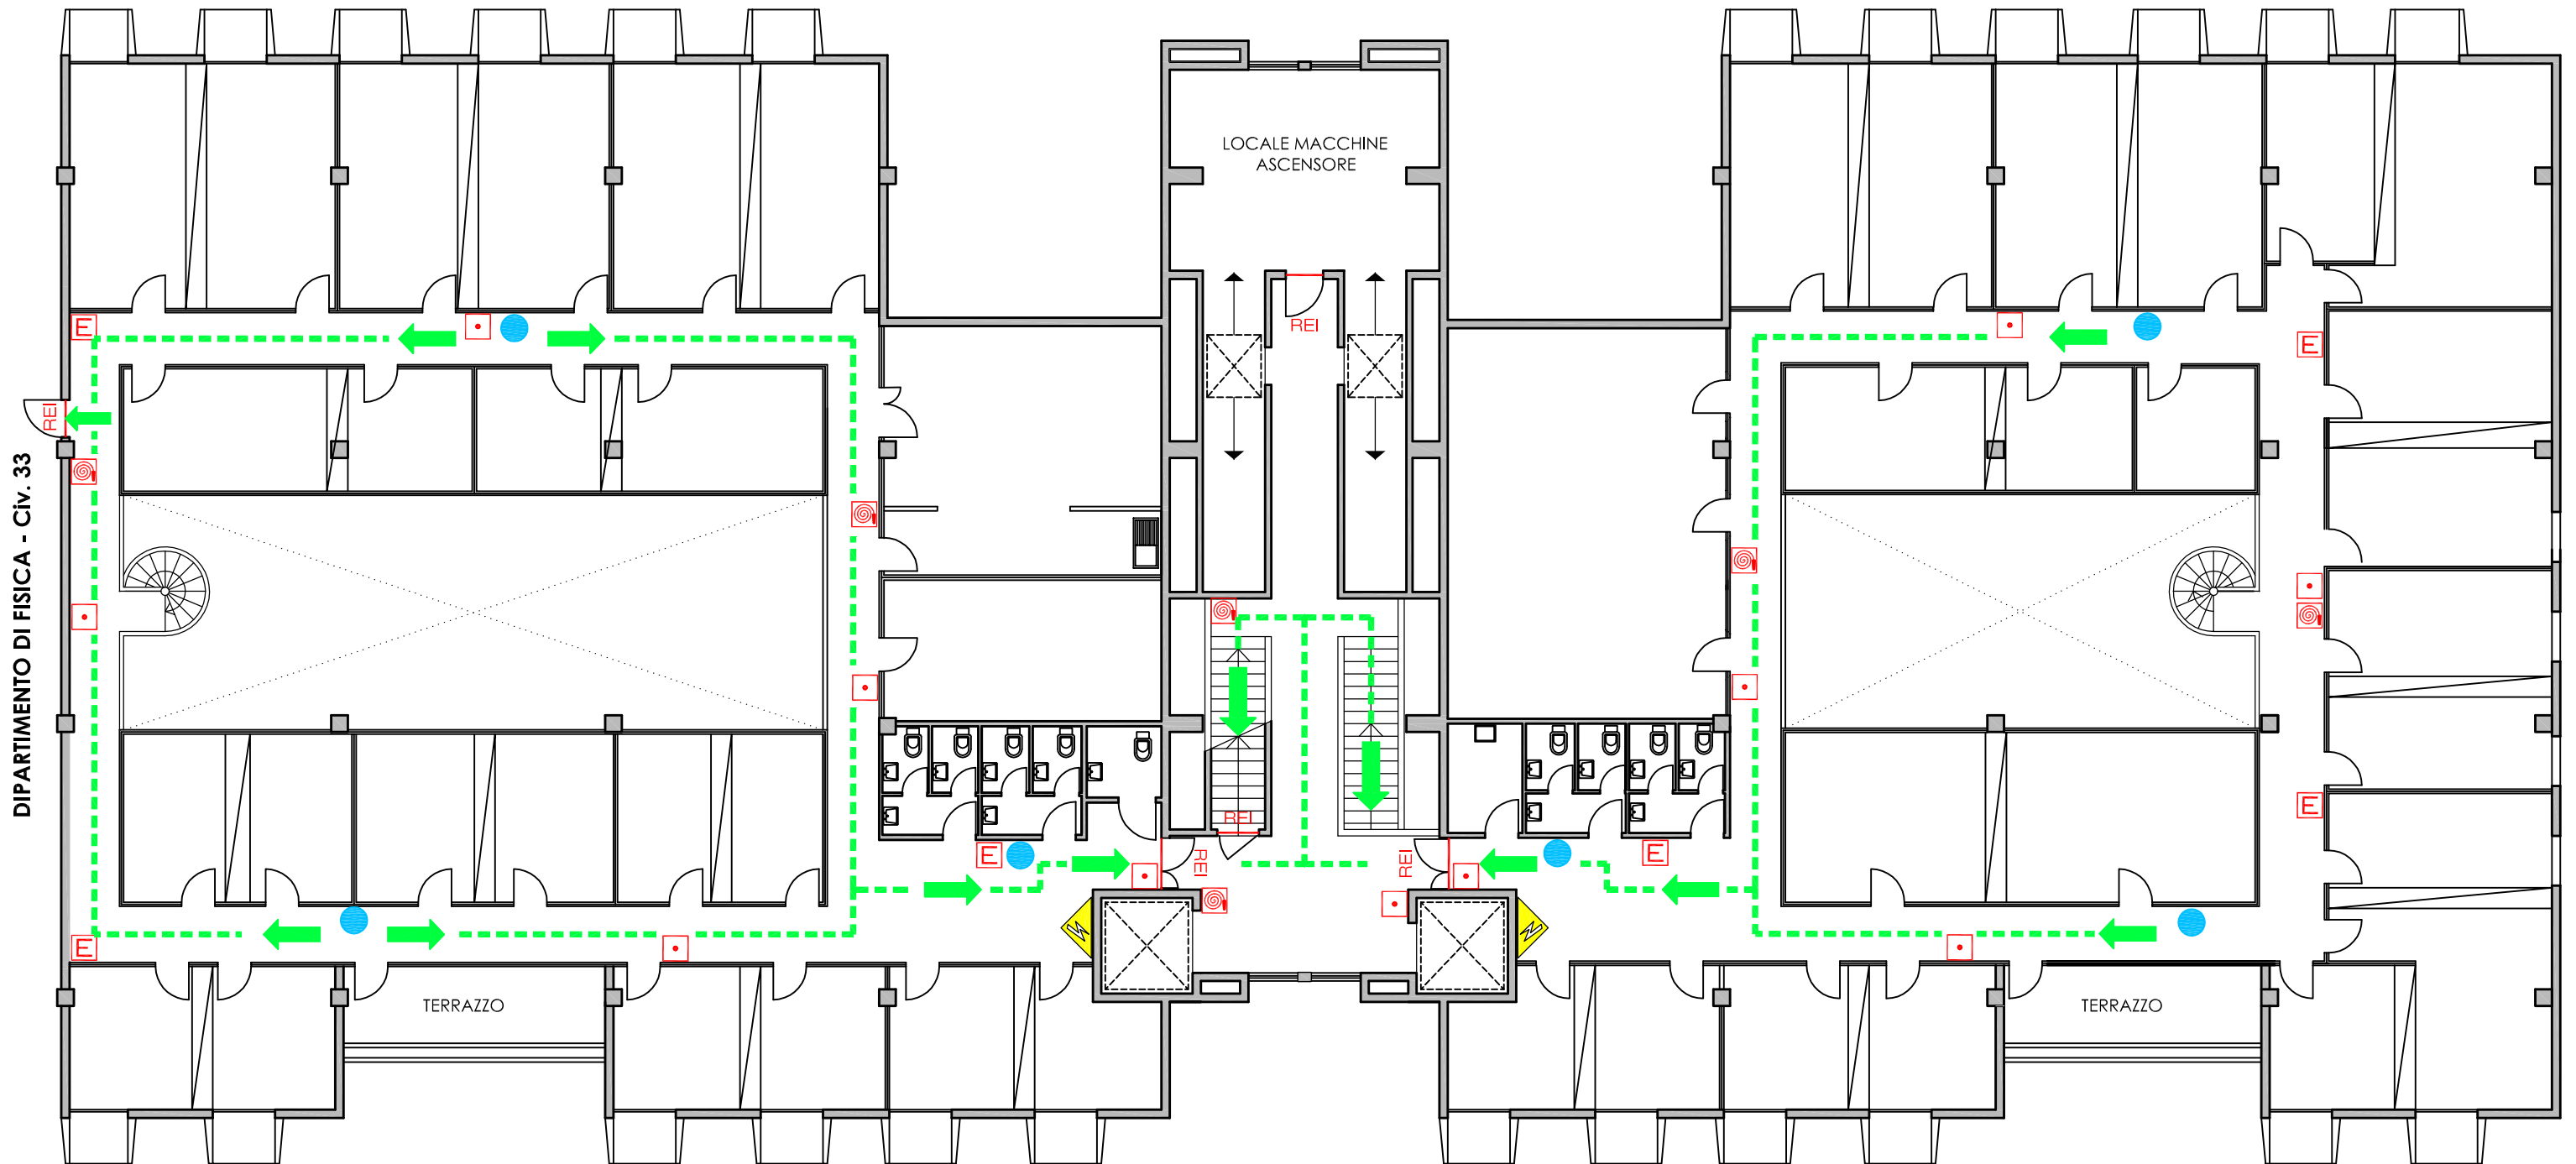 LOCALE MACCHINE
ASCENSORE
REI
E
E
REI
DIPARTIMENTO DI FISICA - Civ. 33
E
REI
E
REI
REI
E
E
TERRAZZO
TERRAZZO